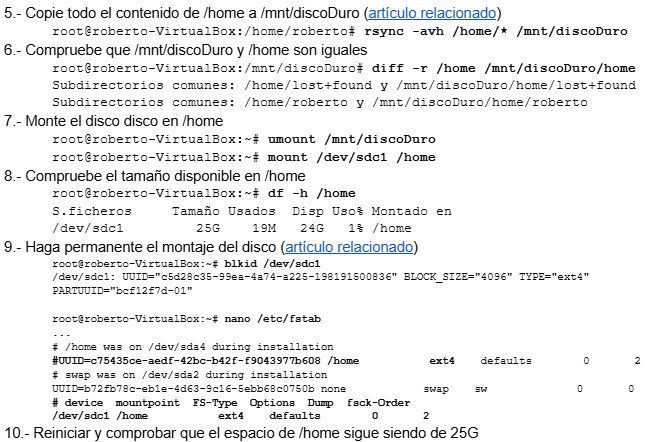 5.- Copie todo el contenido de /home a /mnt/discoDuro (artículo relacionado)
root@roberto-VirtualBox:/home/roberto# rsync -avh /home/* /mnt/discoDuro
6.- Compruebe que /mnt/discoDuro y /home son iguales
root@roberto-VirtualBox:/mnt/discoDuro# diff -r /home /mnt/discoDuro/home
Subdirectorios comunes: /home/lost+found y /mnt/discoDuro/home/lost+found
Subdirectorios comunes: /home/roberto y /mnt/discoDuro/home/roberto
7.- Monte el disco disco en /home
root@roberto-VirtualBox:~# umount /mnt/discoDuro
root@roberto-VirtualBox:~# mount /dev/sdc1 /home
8.- Compruebe el tamaño disponible en /home
root@roberto-VirtualBox:~# df -h /home
S.ficheros Tamaño Usados Disp Uso% Montado en
/dev/sdc1 25G 19M 24G 1% /home
9.- Haga permanente el montaje del disco (artículo relacionado)
root@roberto-VirtualBox:~# blkid /dev/sdc1
/dev/sdc1: UUID="c5d28c35-99ea-4a74-a225-198191500836" BLOCK_SIZE="4096" TYPE="ext4"
PARTUUID="bcf12f7d-01"
root@roberto-VirtualBox:~# nano /etc/fstab
...
# /home was on /dev/sda4 during installation
#UUID=c75435ce-aedf-42bc-b42f-f9043977b608 /home ext4 defaults 0 2
# swap was on /dev/sda2 during installation
UUID=b72fb78c-eb1e-4d63-9c16-5ebb68c0750b none swap sw 0 0
# device mountpoint FS-Type Options Dump fsck-Order
/dev/sdc1 /home ext4 defaults 0 2
10.- Reiniciar y comprobar que el espacio de /home sigue siendo de 25G